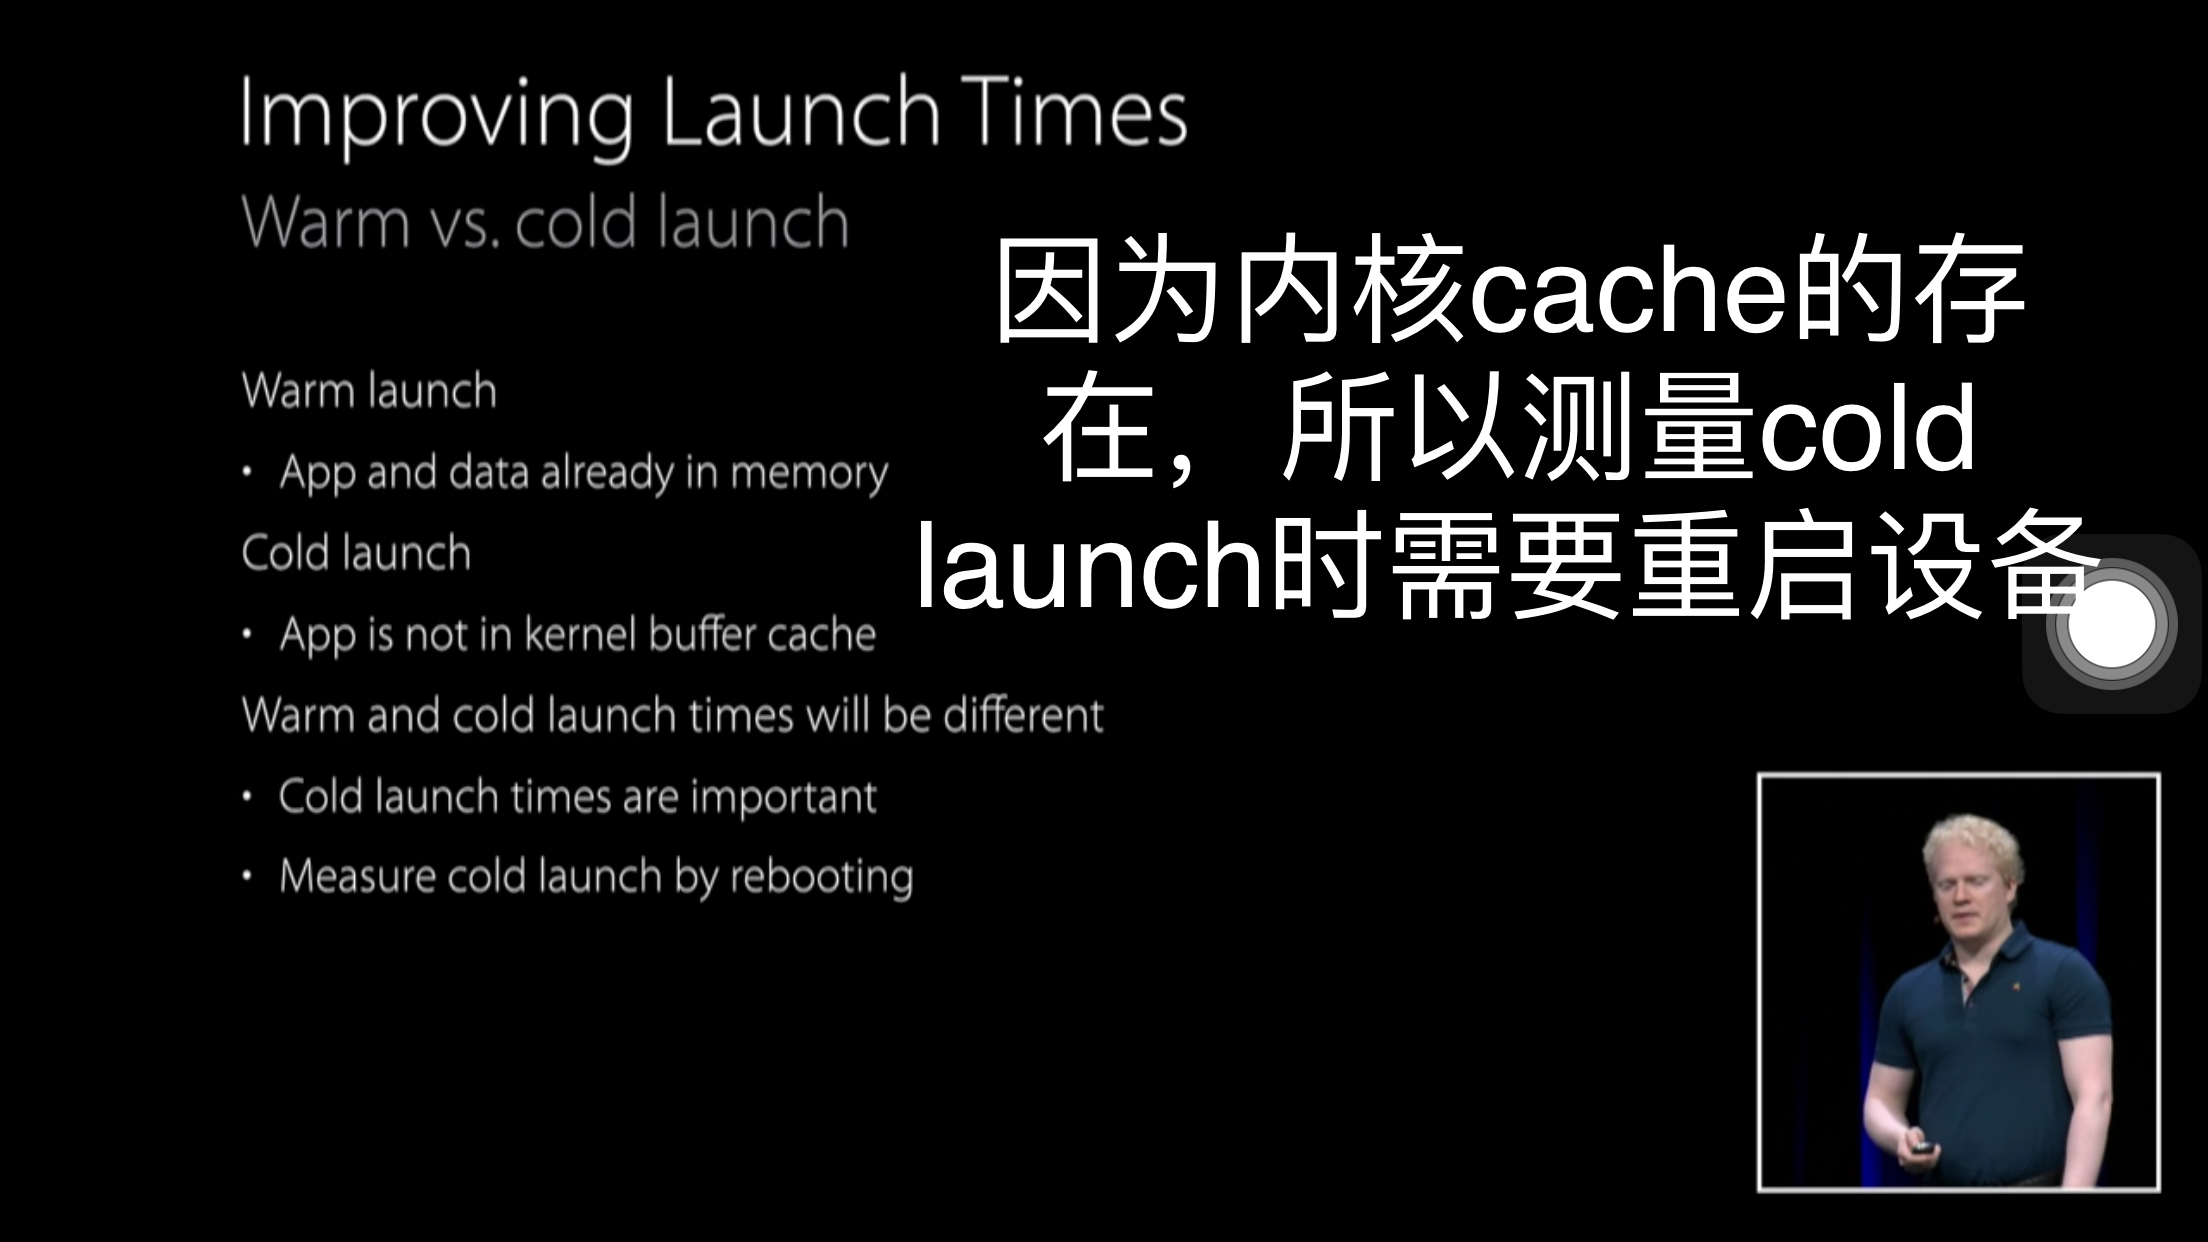 Improving Launch Times
Warm vs. cold launch
因为内核cache的存
在，所以测量cold
launch时需要重启设备
Warm launch
• App and data already in memory
Cold launch
• App is not in kernel buffer cache
Warm and cold launch times will be different
• Cold launch times are important
• Measure cold launch by rebooting